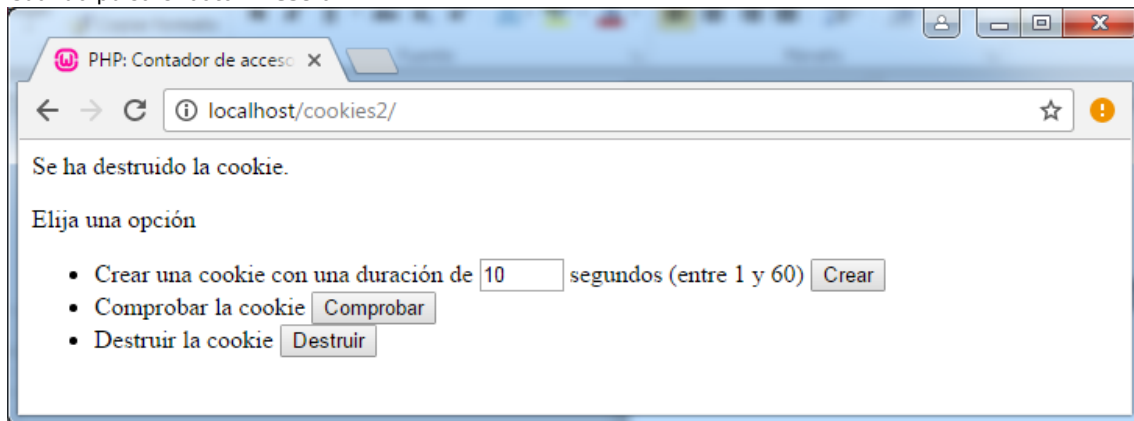 PHP: Contador de acceso
localhost/cookies2/
Se ha destruido la cookie.
Elija una opción
Crear una cookie con una duración de 10 segundos (entre 1 y 60) Crear
Comprobar la cookie Comprobar
Destruir la cookie Destruir